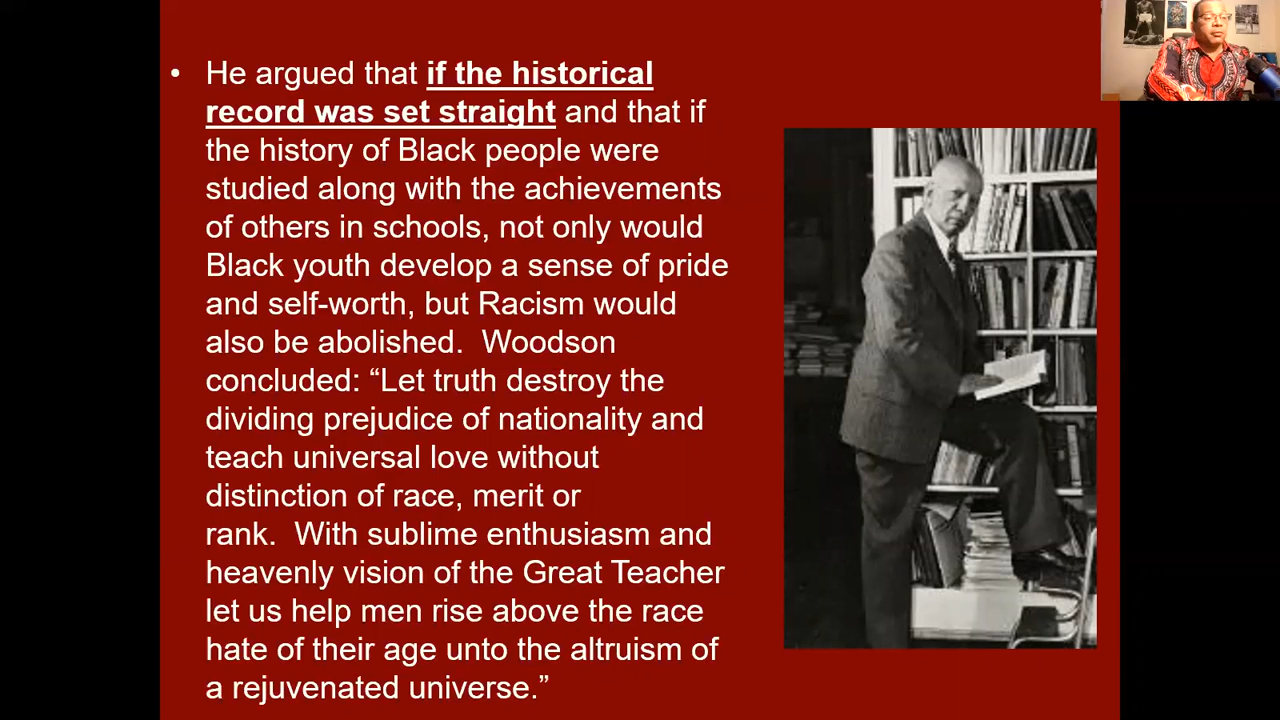 • He argued that if the historical
record was set straight and that if
the history of Black people were
studied along with the achievements
of others in schools, not only would
Black youth develop a sense of pride
and self-worth, but Racism would
also be abolished.  Woodson
concluded: “Let truth destroy the
dividing prejudice of nationality and
teach universal love without
distinction of race, merit or
rank.  With sublime enthusiasm and
heavenly vision of the Great Teacher
let us help men rise above the race
hate of their age unto the altruism of
a rejuvenated universe.”